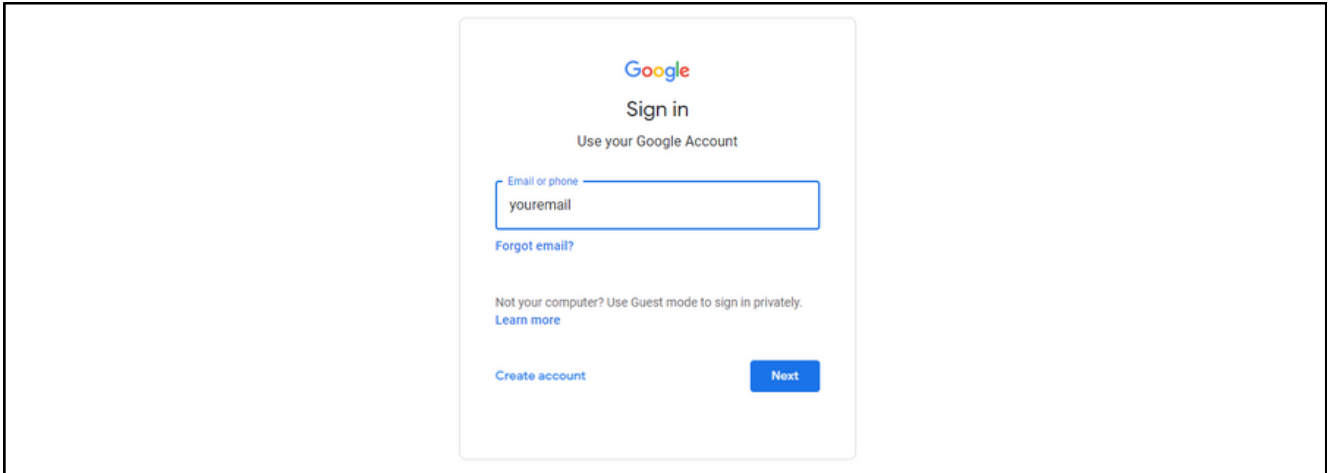 Google
Sign in
Use your Google Account
Email or phone
youremail
Forgot email?
Not your computer? Use Guest mode to sign in privately.
Learn more
Create account
Next